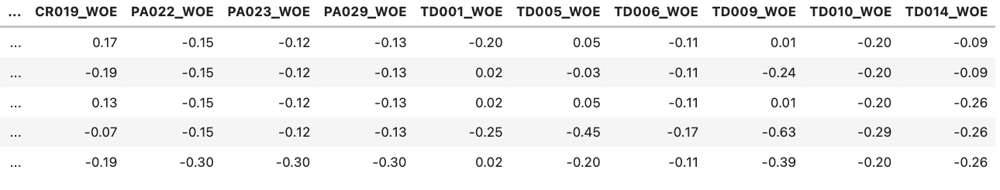 ... CR019_WOE PA022_WOE PA023_WOE PA029_WOE TD001_WOE TD005_WOE TD006_WOE TD009_WOE TD010_WOE TD014_WOE
... 0.17 -0.15 -0.12 -0.13 -0.20 0.05 -0.11 0.01 -0.20 -0.09
... -0.19 -0.15 -0.12 -0.13 0.02 -0.03 -0.11 -0.24 -0.20 -0.09
... 0.13 -0.15 -0.12 -0.13 0.02 0.05 -0.11 0.01 -0.20 -0.26
... -0.07 -0.15 -0.12 -0.13 -0.25 -0.45 -0.17 -0.63 -0.29 -0.26
... -0.19 -0.30 -0.30 -0.30 0.02 -0.20 -0.11 -0.39 -0.20 -0.26